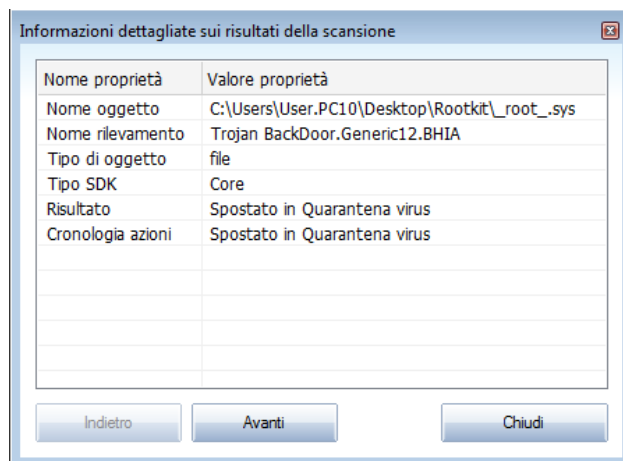 Informazioni dettagliate sui risultati della scansione
Nome proprietà Valore proprietà
Nome oggetto C:\Users\User.PC10\Desktop\Rootkit\_root_.sys
Nome rilevamento Trojan BackDoor.Generic12.BHIA
Tipo di oggetto file
Tipo SDK Core
Risultato Spostato in Quarantena virus
Cronologia azioni Spostato in Quarantena virus
Indietro Avanti Chiudi